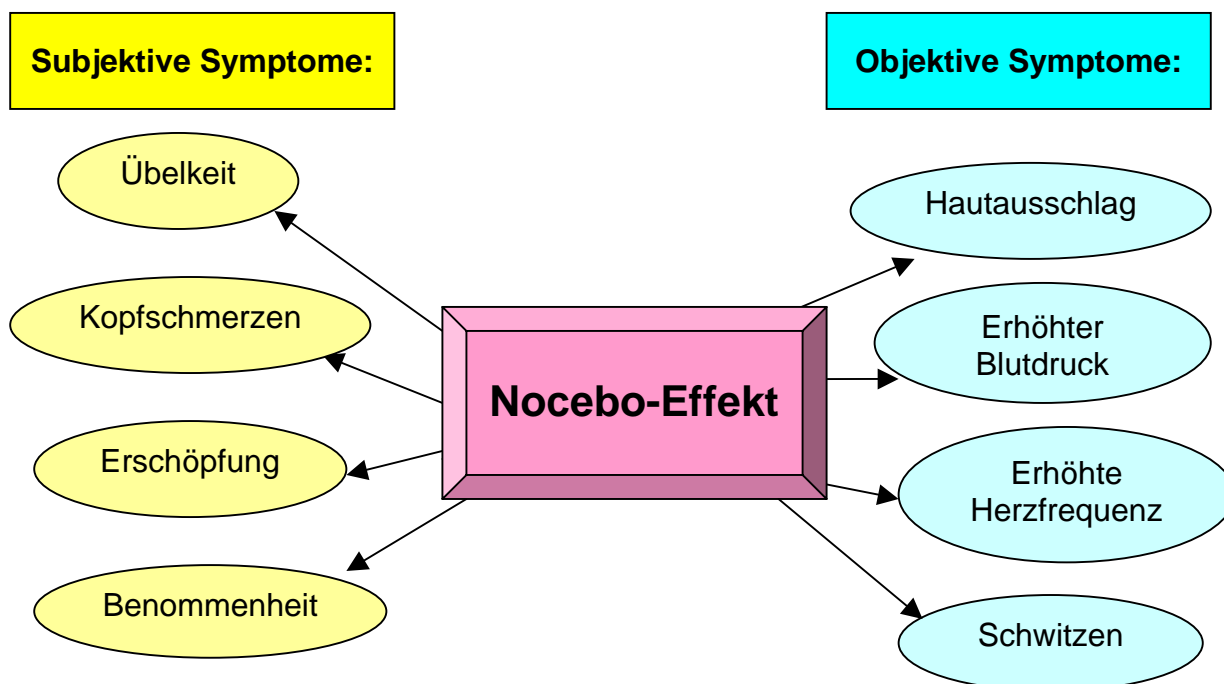 Subjektive Symptome:
Objektive Symptome:
Übelkeit
Kopfschmerzen
Erschöpfung
Benommenheit
Nocebo-Effekt
Hautausschlag
Erhöhter
Blutdruck
Erhöhte
Herzfrequenz
Schwitzen